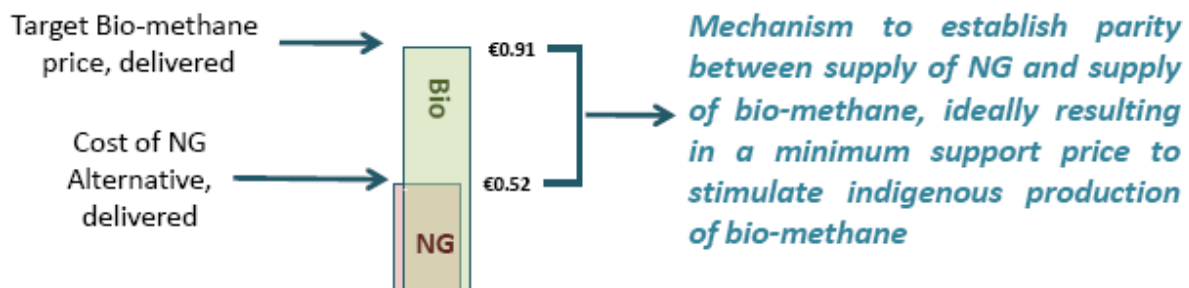 Target Bio-methane
price, delivered
€0.91
Bio
Cost of NG
Alternative,
delivered
€0.52
NG
Mechanism to establish parity
between supply of NG and supply
of bio-methane, ideally resulting
in a minimum support price to
stimulate indigenous production
of bio-methane